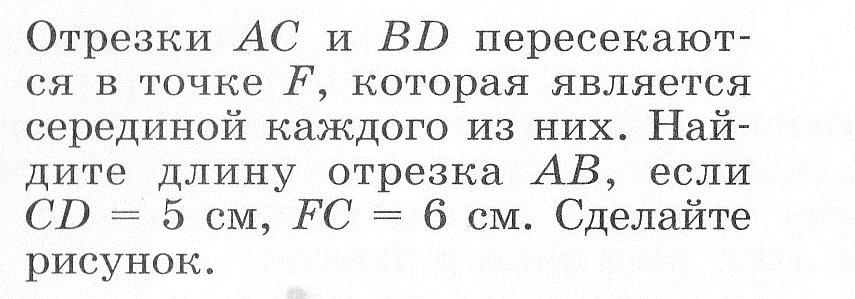 Отрезки AC и BD пересекают-
ся в точке F, которая является
серединой каждого из них. Най-
дите длину отрезка AB, если
CD = 5 см, FC = 6 см. Сделайте
рисунок.